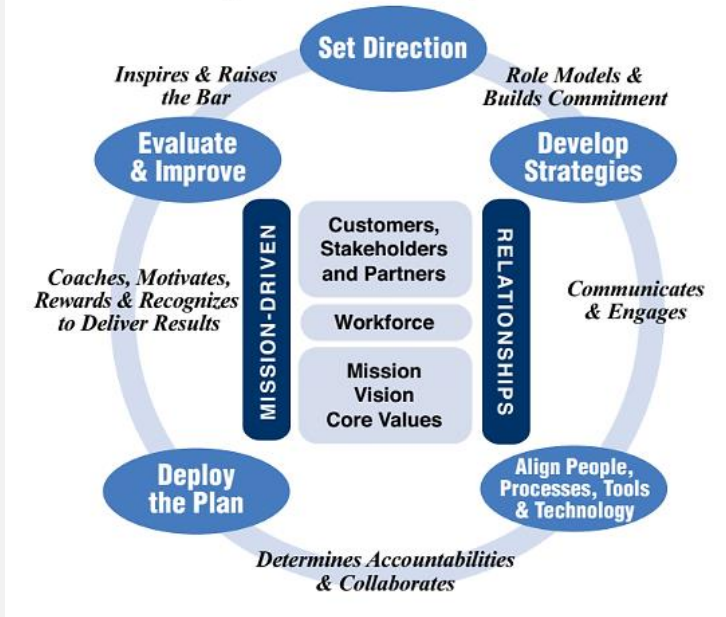 Set Direction
Inspires & Raises
the Bar
Role Models &
Builds Commitment
Evaluate
& Improve
Develop
Strategies
MISSION-DRIVEN
Customers,
Stakeholders
and Partners
Workforce
Mission
Vision
Core Values
RELATIONSHIPS
Coaches, Motivates,
Rewards & Recognizes
to Deliver Results
Communicates
& Engages
Deploy
the Plan
Align People,
Processes, Tools
& Technology
Determines Accountabilities
& Collaborates